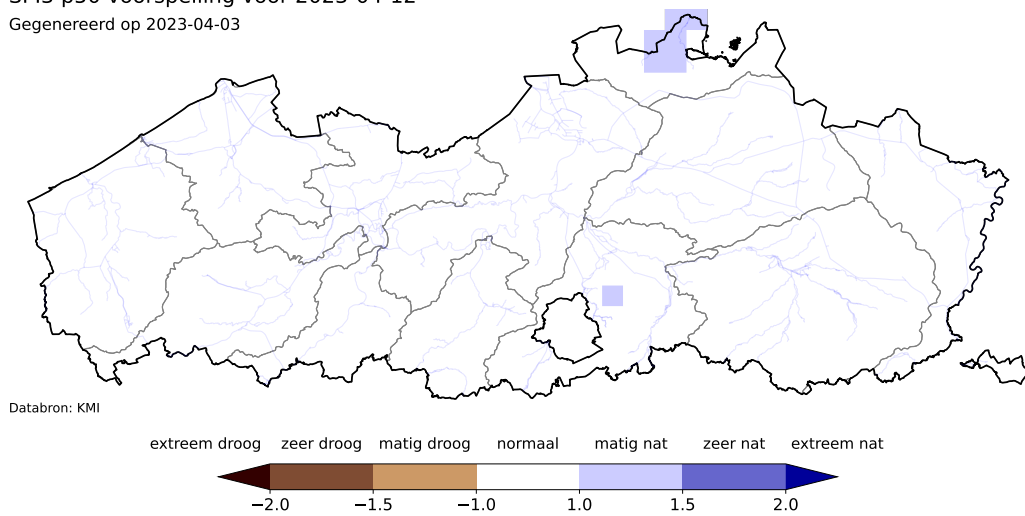 Gegenereerd op 2023-04-03
Databron: KMI
extreem droog zeer droog matig droog normaal matig nat zeer nat extreem nat
−2.0 −1.5 −1.0 1.0 1.5 2.0